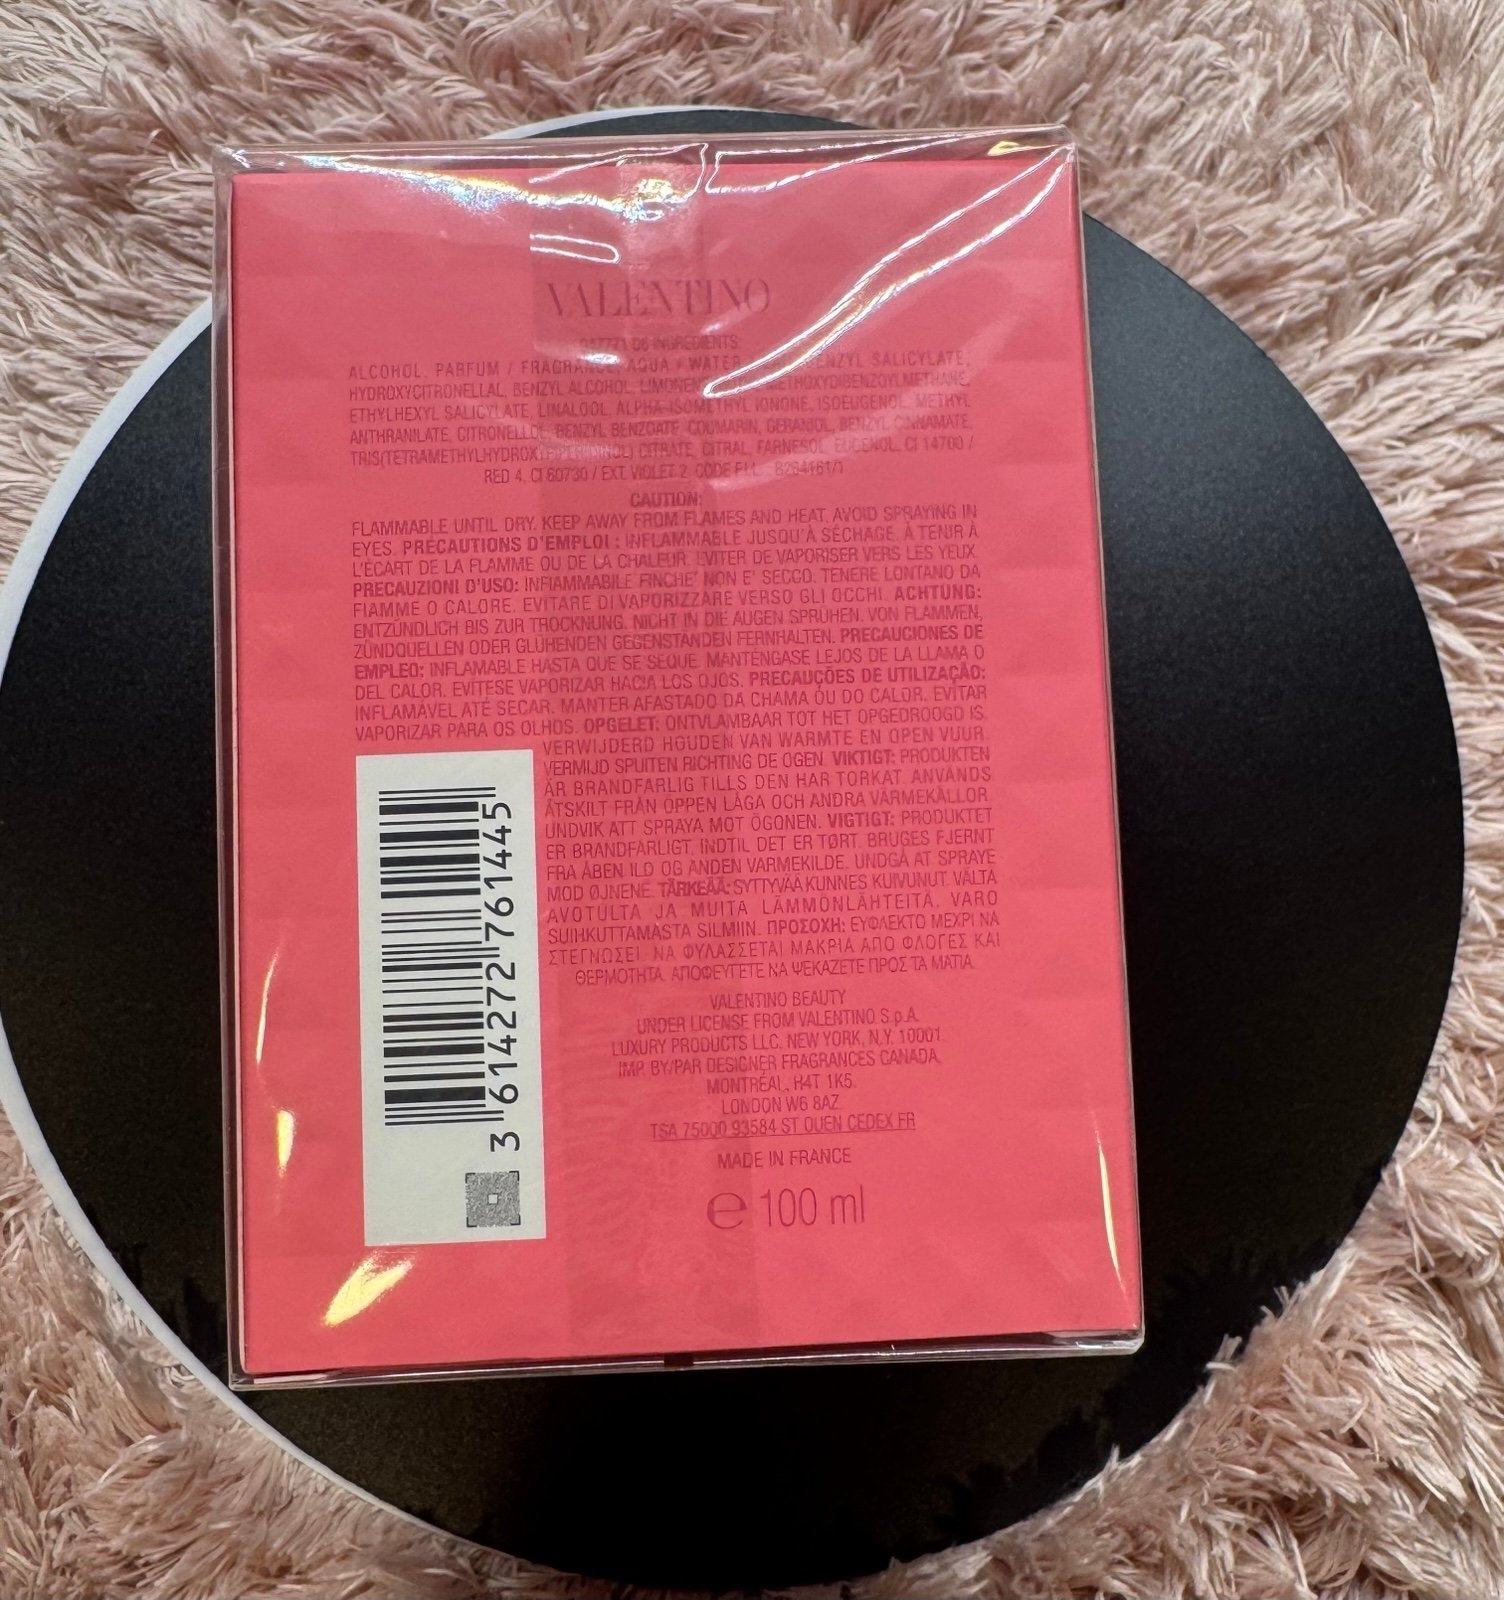 VALENTINO
INGREDIENTS:
ALCOHOL, PARFUM / FRAGRANCE, AQUA / WATER BENZYL SALICYLATE,
HYDROXYCITRONELLAL, BENZYL ALCOHOL,
ETHYLHEXYL SALICYLATE, LINALOOL, ALPHA-ISOMETHYL IONONE, ISOEUGENOL, METHYL
ANTHRANILATE, CITRONELLOL, BENZYL BENZOATE, COUMARIN, GERANIOL, BENZYL CINNAMATE,
CITRATE, CITRAL, FARNESOL, EUGENOL, CI 14700 /
RED 4, CI 60730 / EXT. VIOLET 2, CODE F.I.L.
CAUTION:
FLAMMABLE UNTIL DRY. KEEP AWAY FROM FLAMES AND HEAT. AVOID SPRAYING IN
EYES. PRÉCAUTIONS D'EMPLOI : INFLAMMABLE JUSQU'À SÉCHAGE. À TENIR À
L'ÉCART DE LA FLAMME OU DE LA CHALEUR. ÉVITER DE VAPORISER VERS LES YEUX.
PRECAUZIONI D'USO: INFIAMMABILE FINCHE' NON E' SECCO. TENERE LONTANO DA
FIAMME O CALORE. EVITARE DI VAPORIZZARE VERSO GLI OCCHI. ACHTUNG:
ENTZÜNDLICH BIS ZUR TROCKNUNG. NICHT IN DIE AUGEN SPRÜHEN. VON FLAMMEN,
ZÜNDQUELLEN ODER GLÜHENDEN GEGENSTÄNDEN FERNHALTEN. PRECAUCIONES DE
EMPLEO: INFLAMABLE HASTA QUE SE SEQUE. MANTÉNGASE LEJOS DE LA LLAMA O
DEL CALOR. EVÍTESE VAPORIZAR HACIA LOS OJOS. PRECAUÇÕES DE UTILIZAÇÃO:
INFLAMÁVEL ATÉ SECAR. MANTER AFASTADO DA CHAMA OU DO CALOR. EVITAR
VAPORIZAR PARA OS OLHOS. OPGELET: ONTVLAMBAAR TOT HET OPGEDROOGD IS.
VERWIJDERD HOUDEN VAN WARMTE EN OPEN VUUR.
VERMIJD SPUITEN RICHTING DE OGEN. VIKTIGT: PRODUKTEN
ÄR BRANDFARLIG TILLS DEN HAR TORKAT. ANVÄNDS
ÅTSKILT FRÅN ÖPPEN LÅGA OCH ANDRA VÄRMEKÄLLOR.
UNDVIK ATT SPRAYA MOT ÖGONEN. VIGTIGT: PRODUKTET
ER BRANDFARLIGT, INDTIL DET ER TØRT. BRUGES FJERNT
FRA ÅBEN ILD OG ANDEN VARMEKILDE. UNDGÅ AT SPRAYE
MOD ØJNENE. TÄRKEÄÄ: SYTTYVÄÄ KUNNES KUIVUNUT. VÄLTÄ
AVOTULTA JA MUITA LÄMMÖNLÄHTEITÄ. VARO
SUIHKUTTAMASTA SILMIIN. ΠΡΟΣΟΧΗ: ΕΥΦΛΕΚΤΟ ΜΕΧΡΙ ΝΑ
ΣΤΕΓΝΩΣΕΙ. ΝΑ ΦΥΛΑΣΣΕΤΑΙ ΜΑΚΡΙΑ ΑΠΟ ΦΛΟΓΕΣ ΚΑΙ
ΘΕΡΜΟΤΗΤΑ. ΑΠΟΦΕΥΓΕΤΕ ΝΑ ΨΕΚΑΖΕΤΕ ΠΡΟΣ ΤΑ ΜΑΤΙΑ.
3 614272 761445
VALENTINO BEAUTY
UNDER LICENSE FROM VALENTINO S.p.A.
LUXURY PRODUCTS LLC. NEW YORK, N.Y. 10001
IMP. BY/PAR DESIGNER FRAGRANCES CANADA,
MONTRÉAL, H4T 1K5.
LONDON W6 8AZ.
TSA 75000 93584 ST OUEN CEDEX FR
MADE IN FRANCE
℮ 100 ml